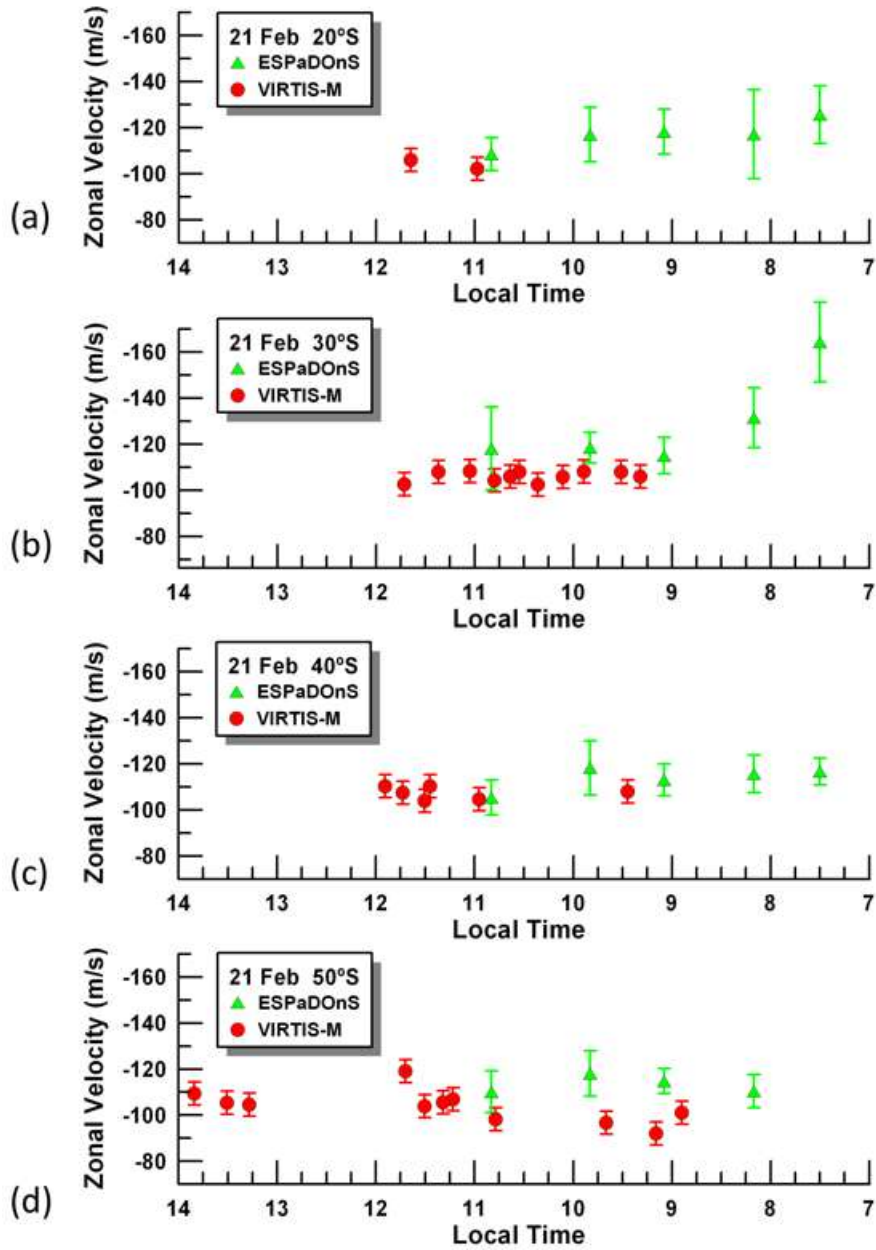 (a)
Zonal Velocity (m/s)
-160
-140
-120
-100
-80
21 Feb 20ºS
ESPaDOnS
VIRTIS-M
14 13 12 11 10 9 8 7
Local Time
(b)
Zonal Velocity (m/s)
-160
-140
-120
-100
-80
21 Feb 30ºS
ESPaDOnS
VIRTIS-M
14 13 12 11 10 9 8 7
Local Time
(c)
Zonal Velocity (m/s)
-160
-140
-120
-100
-80
21 Feb 40ºS
ESPaDOnS
VIRTIS-M
14 13 12 11 10 9 8 7
Local Time
(d)
Zonal Velocity (m/s)
-160
-140
-120
-100
-80
21 Feb 50ºS
ESPaDOnS
VIRTIS-M
14 13 12 11 10 9 8 7
Local Time